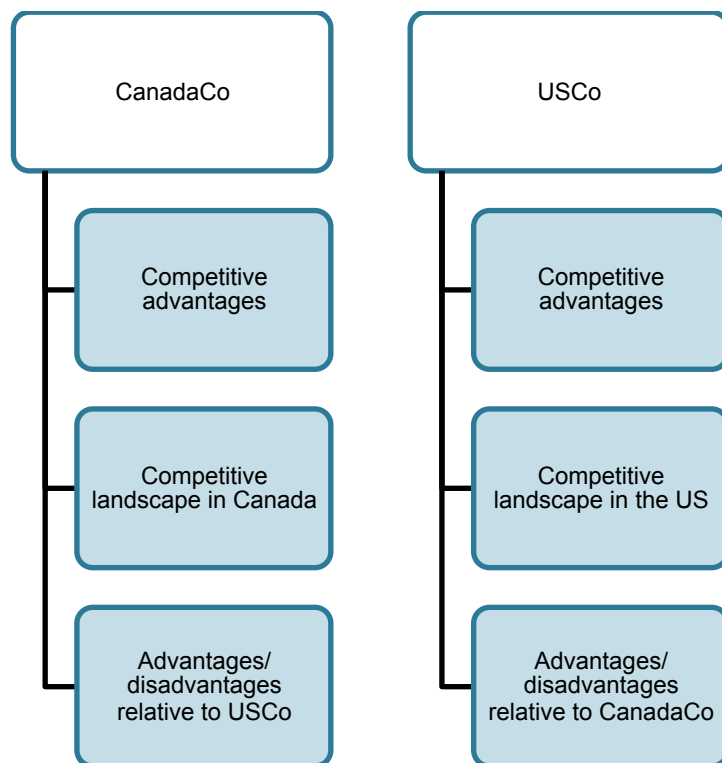 CanadaCo
Competitive
advantages
Competitive
landscape in Canada
Advantages/
disadvantages
relative to USCo
USCo
Competitive
advantages
Competitive
landscape in the US
Advantages/
disadvantages
relative to CanadaCo